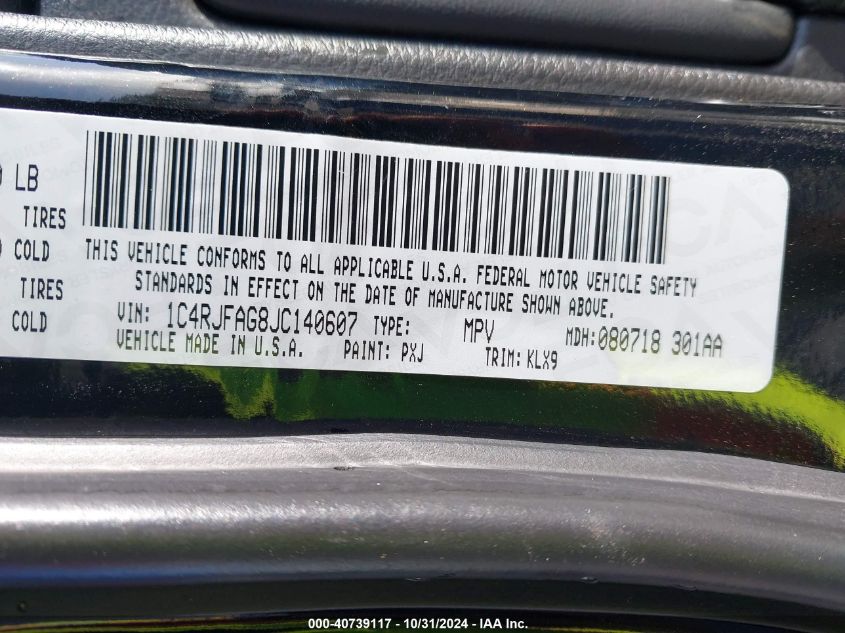 0 LB
TIRES
0 COLD
TIRES
COLD
THIS VEHICLE CONFORMS TO ALL APPLICABLE U.S.A. FEDERAL MOTOR VEHICLE SAFETY
STANDARDS IN EFFECT ON THE DATE OF MANUFACTURE SHOWN ABOVE.
VIN: 1C4RJFAG8JC140607 TYPE: MPV MDH:080718 301AA
VEHICLE MADE IN U.S.A. PAINT: PXJ TRIM: KLX9
000-40739117 - 10/31/2024 - IAA Inc.